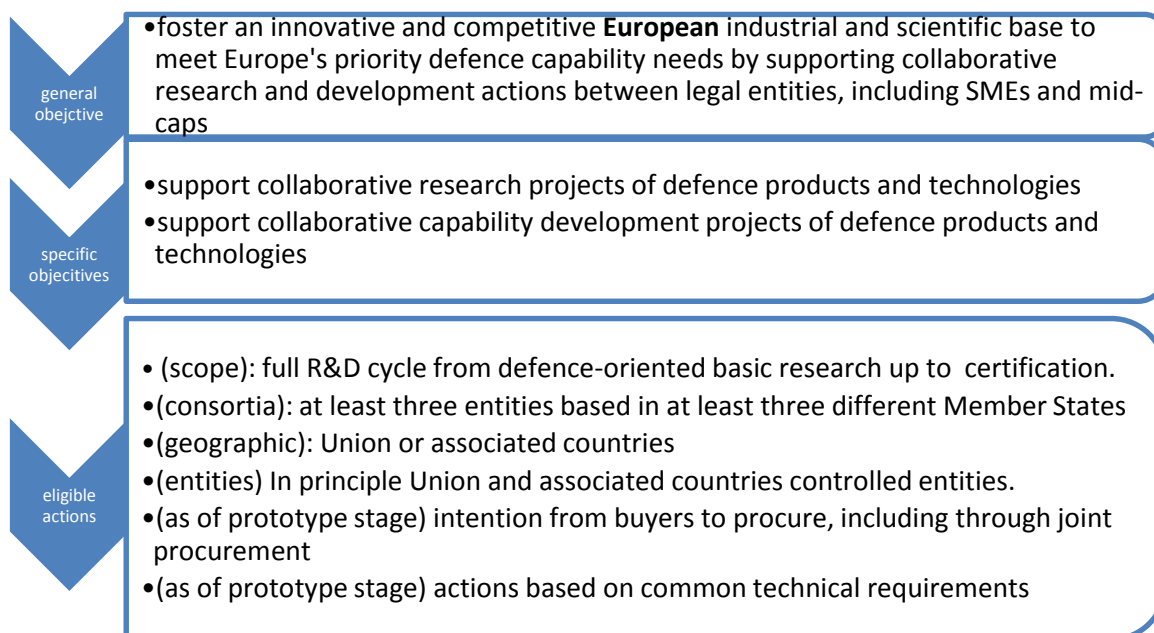 general
obejctive
•foster an innovative and competitive European industrial and scientific base to
meet Europe's priority defence capability needs by supporting collaborative
research and development actions between legal entities, including SMEs and mid-
caps
specific
objecitives
•support collaborative research projects of defence products and technologies
•support collaborative capability development projects of defence products and
technologies
eligible
actions
• (scope): full R&D cycle from defence-oriented basic research up to certification.
•(consortia): at least three entities based in at least three different Member States
•(geographic): Union or associated countries
•(entities) In principle Union and associated countries controlled entities.
•(as of prototype stage) intention from buyers to procure, including through joint
procurement
•(as of prototype stage) actions based on common technical requirements